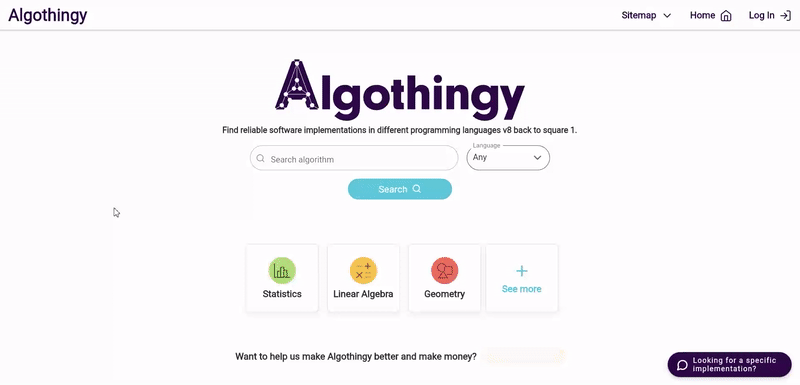 Algothingy
Sitemap
Home
Log In
Algothingy
Find reliable software implementations in different programming languages v8 back to square 1.
Search algorithm
Language
Any
Search
Statistics
Linear Algebra
Geometry
See more
Want to help us make Algothingy better and make money?
Looking for a specific
implementation?